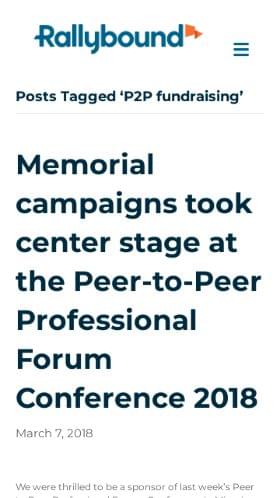 Rallybound
Posts Tagged ‘P2P fundraising’
Memorial
campaigns took
center stage at
the Peer-to-Peer
Professional
Forum
Conference 2018
March 7, 2018
We were thrilled to be a sponsor of last week's Peer